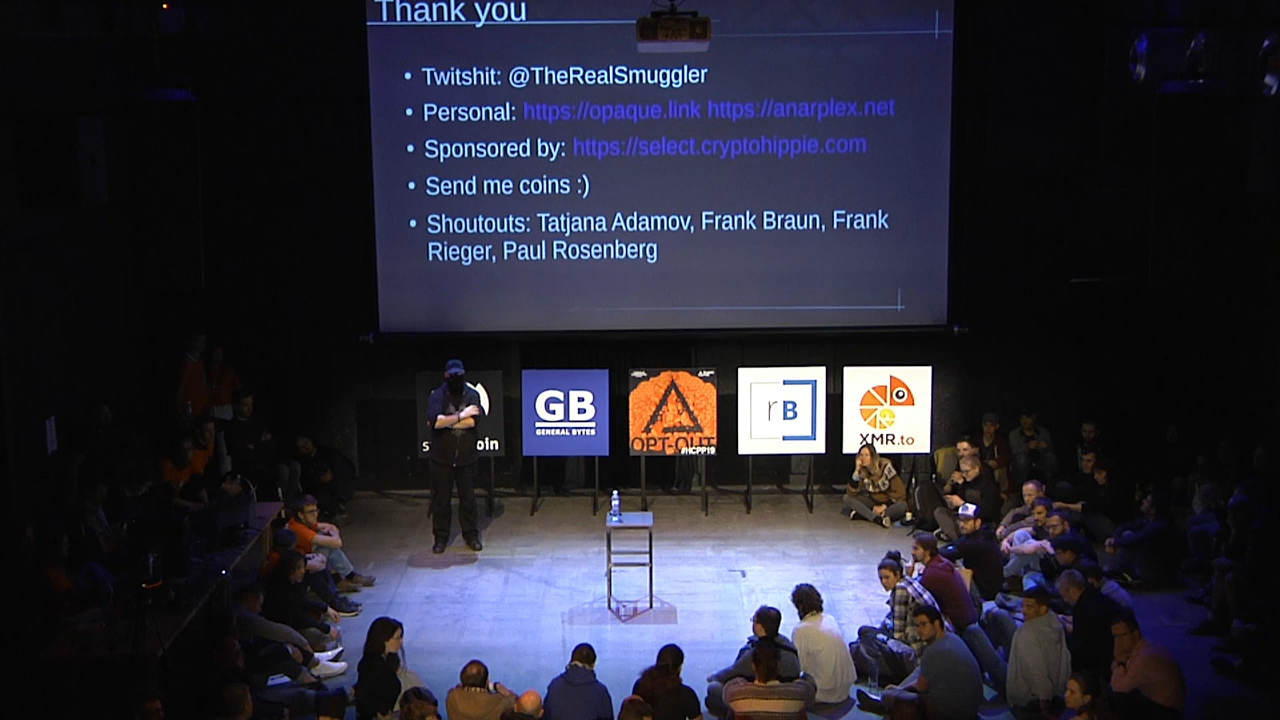 Thank you
• Twitshit: @TheRealSmuggler
• Personal: https://opaque.link https://anarplex.net
• Sponsored by: https://select.cryptohippie.com
• Send me coins :)
• Shoutouts: Tatjana Adamov, Frank Braun, Frank
Rieger, Paul Rosenberg
GB
GENERAL BYTES
OPT-OUT
#HCPP19
rB
XMR.to